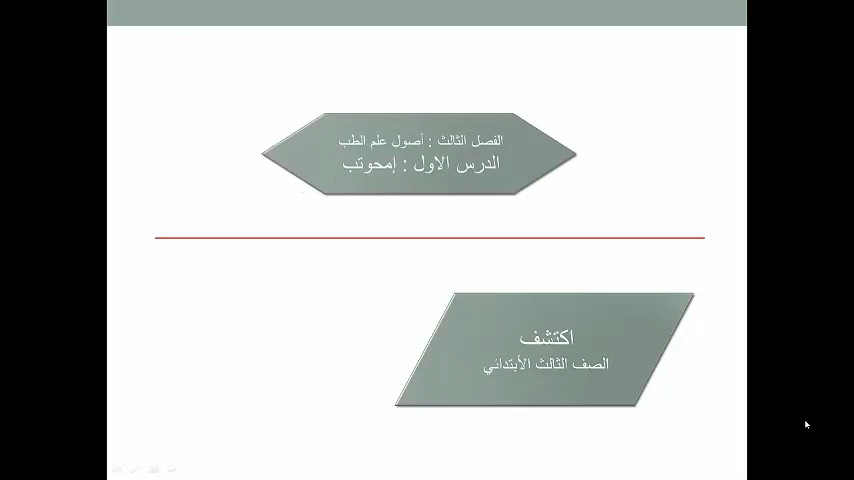 الفصل الثالث : أصول علم الطب
الدرس الاول : إمحوتب
اكتشف
الصف الثالث الأبتدائي